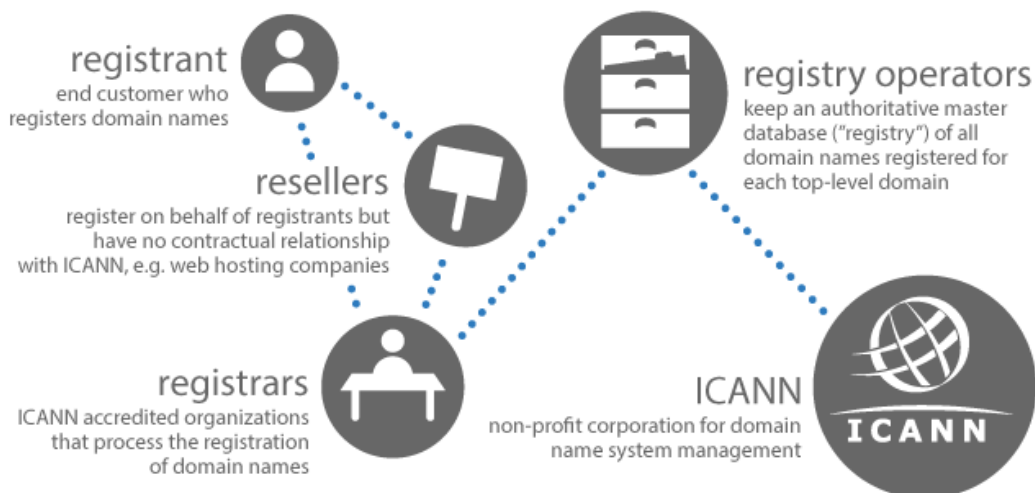 registrant
end customer who
registers domain names
resellers
register on behalf of registrants but
have no contractual relationship
with ICANN, e.g. web hosting companies
registrars
ICANN accredited organizations
that process the registration
of domain names
registry operators
keep an authoritative master
database ("registry") of all
domain names registered for
each top-level domain
ICANN
non-profit corporation for domain
name system management
ICANN